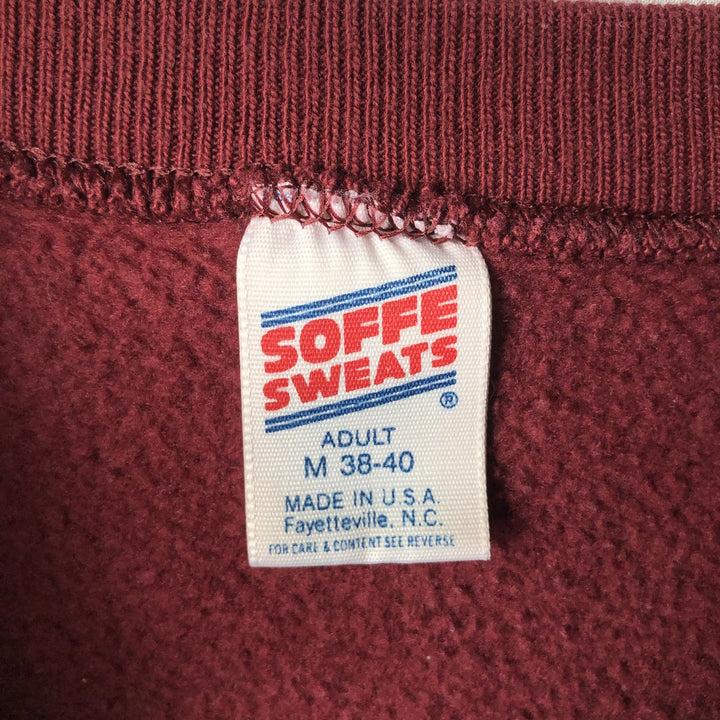 SOFFE
SWEATS
®
ADULT
M 38-40
MADE IN U.S.A.
Fayetteville, N.C.
FOR CARE & CONTENT SEE REVERSE